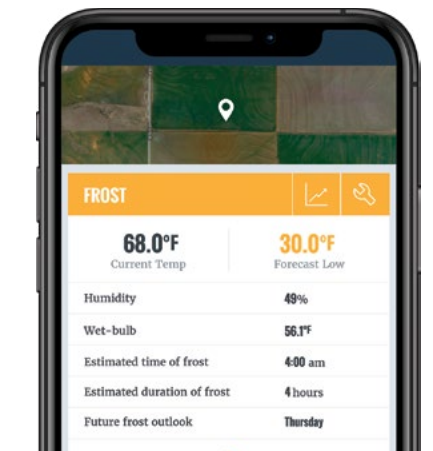 FROST
68.0°F 30.0°F
Current Temp Forecast Low
Humidity 49%
Wet-bulb 56.1°F
Estimated time of frost 4:00 am
Estimated duration of frost 4 hours
Future frost outlook Thursday